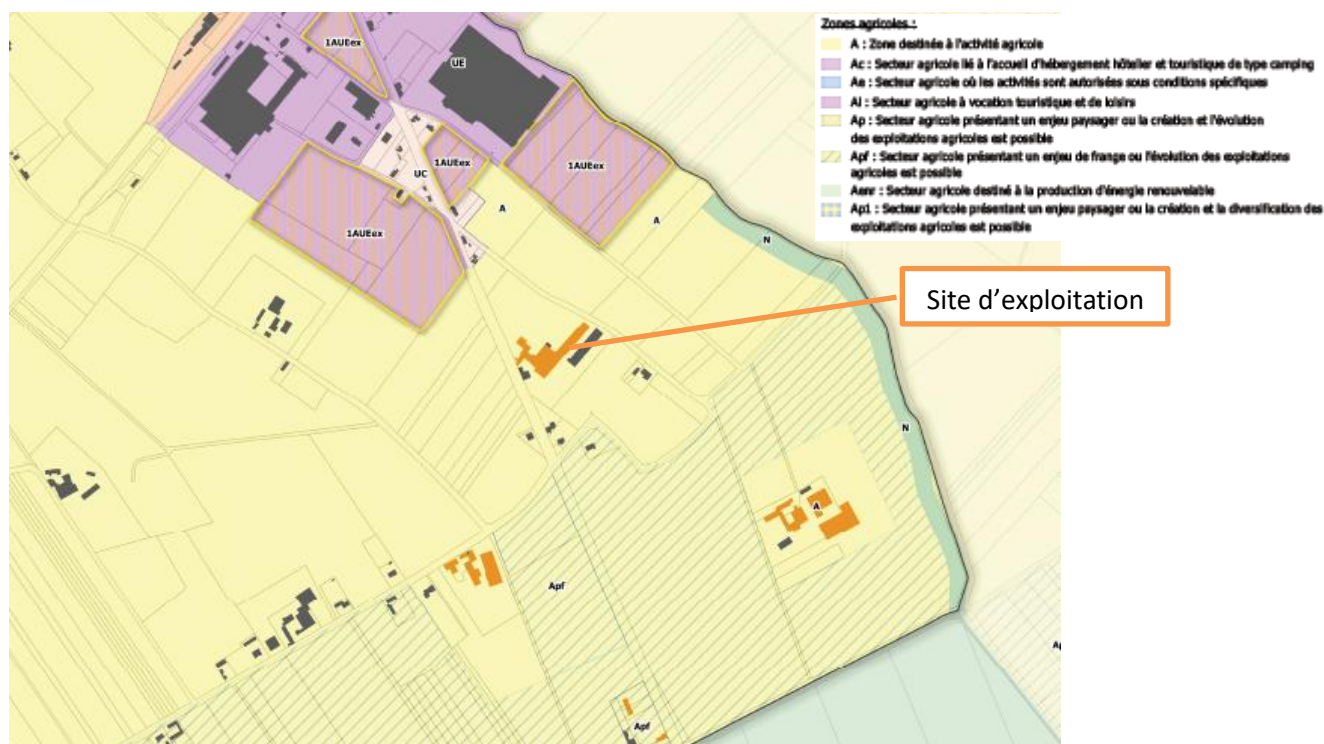 Zones agricoles :
A : Zone destinée à l'activité agricole
Ac : Secteur agricole lié à l'accueil d'hébergement hôtelier et touristique de type camping
Ae : Secteur agricole où les activités sont autorisées sous conditions spécifiques
Al : Secteur agricole à vocation touristique et de loisirs
Ap : Secteur agricole présentant un enjeu paysager ou la création et l'évolution
des exploitations agricoles est possible
Apf : Secteur agricole présentant un enjeu de frange ou l'évolution des exploitations
agricoles est possible
Aenr : Secteur agricole destiné à la production d'énergie renouvelable
Ap1 : Secteur agricole présentant un enjeu paysager ou la création et la diversification des
exploitations agricoles est possible
1AUEex
UE
1AUEex
1AUEex
UC
A
A
1AUEex
N
Site d'exploitation
N
A
Apf
Apf